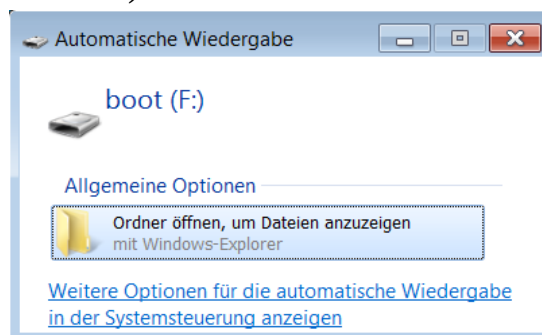 Automatische Wiedergabe
boot (F:)
Allgemeine Optionen
Ordner öffnen, um Dateien anzuzeigen
mit Windows-Explorer
Weitere Optionen für die automatische Wiedergabe
in der Systemsteuerung anzeigen